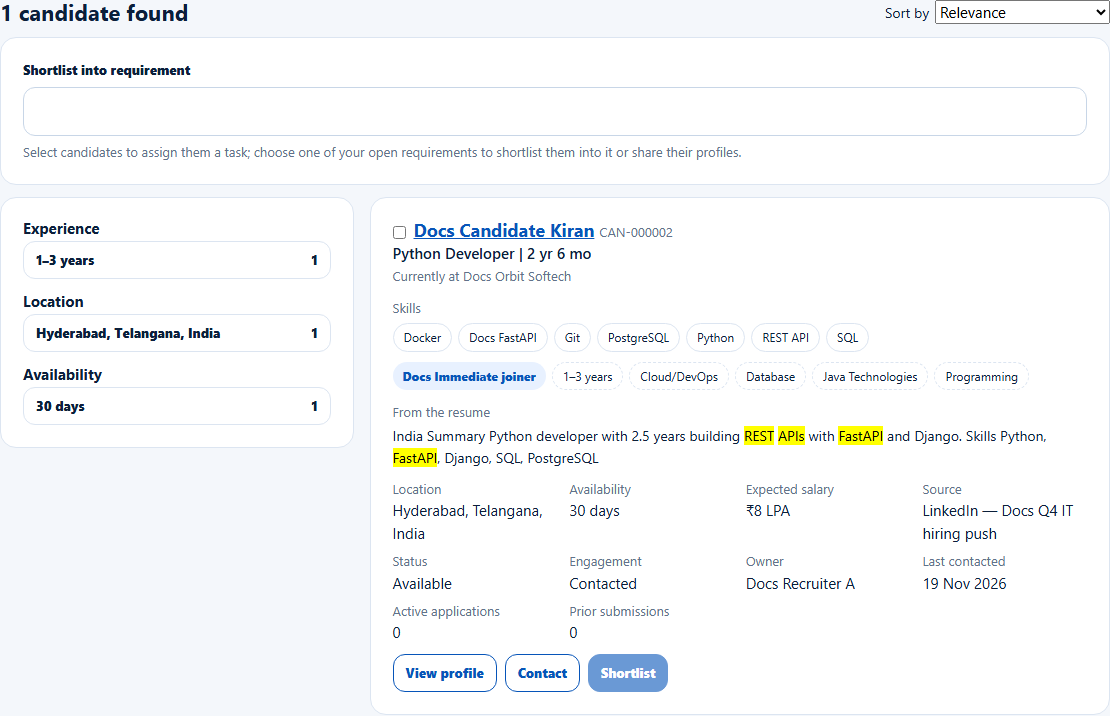 1 candidate found
Sort by Relevance
Shortlist into requirement
Select candidates to assign them a task; choose one of your open requirements to shortlist them into it or share their profiles.
Experience
1–3 years 1
Location
Hyderabad, Telangana, India 1
Availability
30 days 1
Docs Candidate Kiran CAN-000002
Python Developer | 2 yr 6 mo
Currently at Docs Orbit Softech
Skills
Docker Docs FastAPI Git PostgreSQL Python REST API SQL
Docs Immediate joiner 1–3 years Cloud/DevOps Database Java Technologies Programming
From the resume
India Summary Python developer with 2.5 years building REST APIs with FastAPI and Django. Skills Python,
FastAPI, Django, SQL, PostgreSQL
Location Availability Expected salary Source
Hyderabad, Telangana, 30 days ₹8 LPA LinkedIn — Docs Q4 IT
India hiring push
Status Engagement Owner Last contacted
Available Contacted Docs Recruiter A 19 Nov 2026
Active applications Prior submissions
0 0
View profile Contact Shortlist